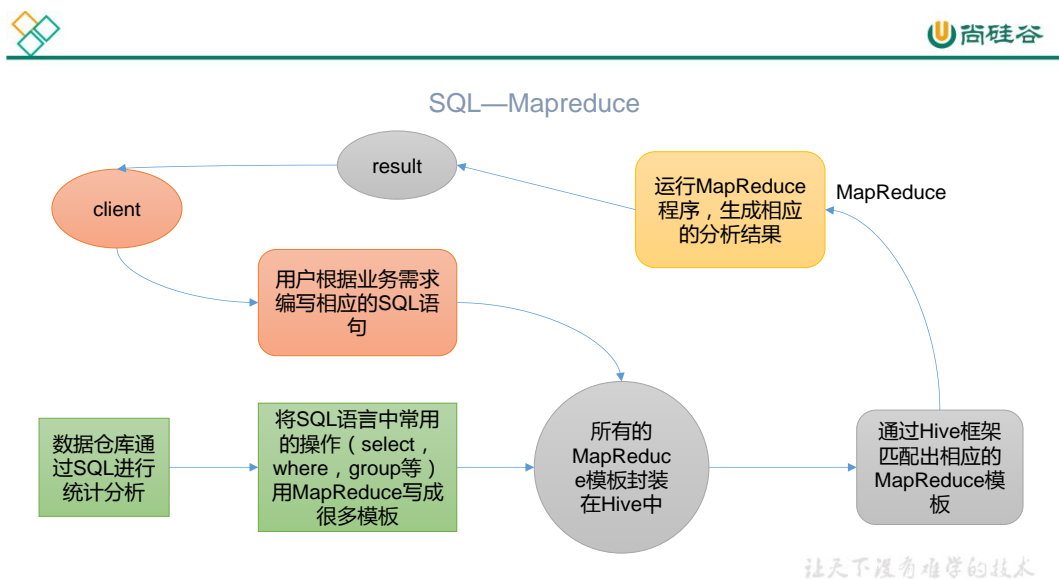 尚硅谷
SQL—Mapreduce
result
client
运行MapReduce
程序，生成相应
的分析结果
MapReduce
用户根据业务需求
编写相应的SQL语
句
数据仓库通
过SQL进行
统计分析
将SQL语言中常用
的操作（select，
where，group等）
用MapReduce写成
很多模板
所有的
MapReduc
e模板封装
在Hive中
通过Hive框架
匹配出相应的
MapReduce模
板
让天下没有难学的技术